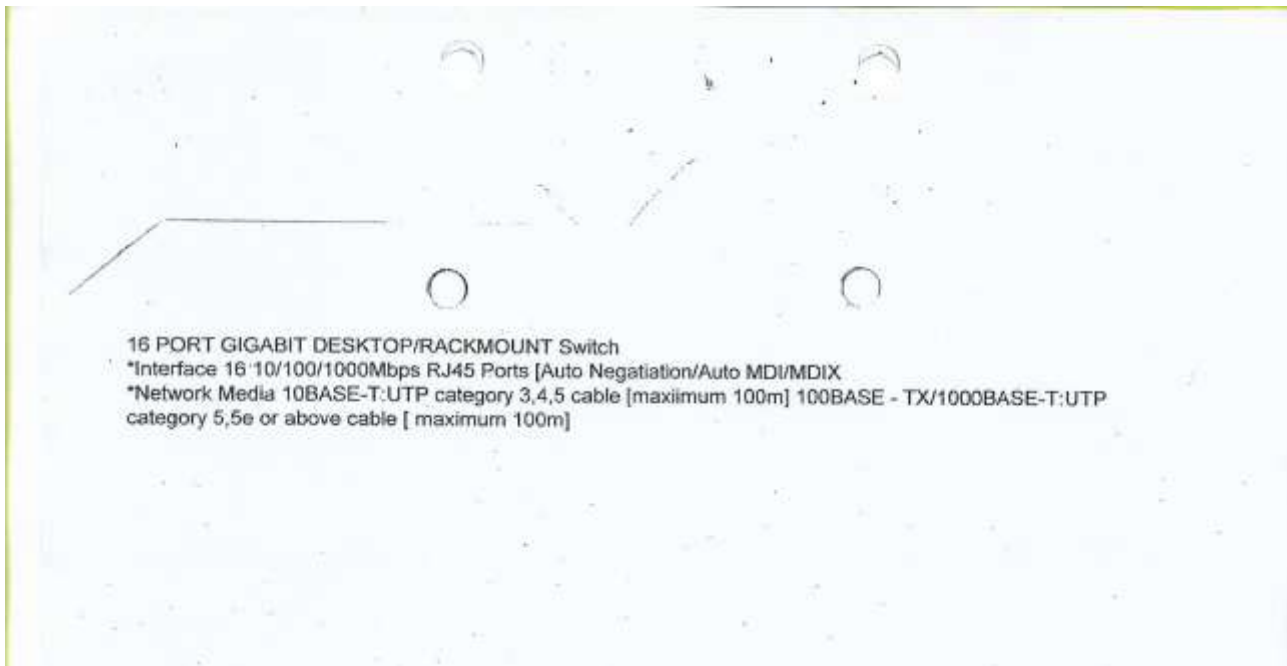 16 PORT GIGABIT DESKTOP/RACKMOUNT Switch
*Interface 16 10/100/1000Mbps RJ45 Ports [Auto Negatiation/Auto MDI/MDIX
*Network Media 10BASE-T:UTP category 3,4,5 cable [maxiimum 100m] 100BASE - TX/1000BASE-T:UTP
category 5,5e or above cable [ maximum 100m]